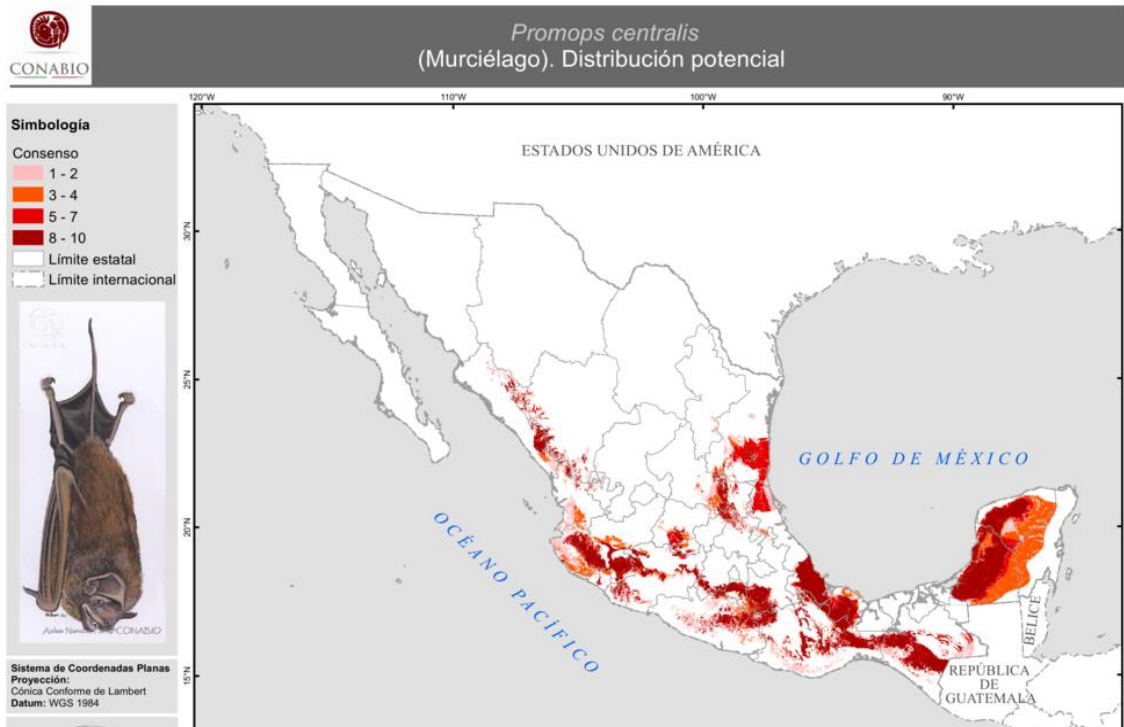 CONABIO
Promops centralis
(Murciélago). Distribución potencial
120°W 110°W 100°W 90°W
Simbología
Consenso
1 - 2
3 - 4
5 - 7
8 - 10
Límite estatal
Límite internacional
CONABIO
Sistema de Coordenadas Planas
Proyección:
Cónica Conforme de Lambert
Datum: WGS 1984
30°N
25°N
20°N
15°N
ESTADOS UNIDOS DE AMÉRICA
GOLFO DE MÉXICO
OCÉANO PACÍFICO
BELICE
REPÚBLICA
DE
GUATEMALA